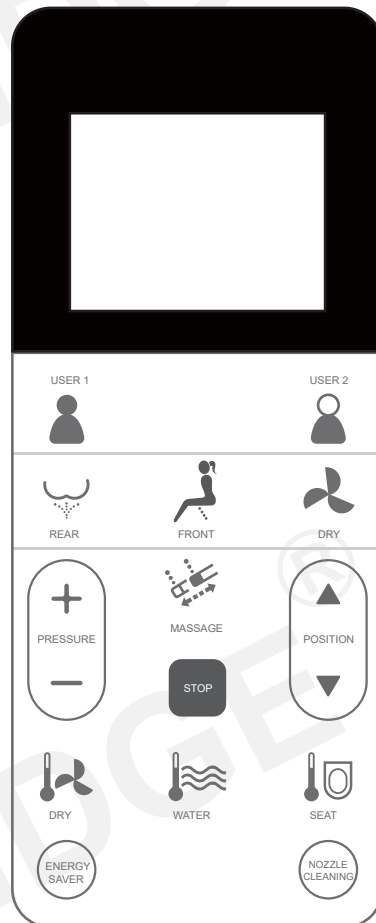 USER 1
USER 2
REAR
FRONT
DRY
PRESSURE
MASSAGE
POSITION
STOP
DRY
WATER
SEAT
ENERGY
SAVER
NOZZLE
CLEANING
®